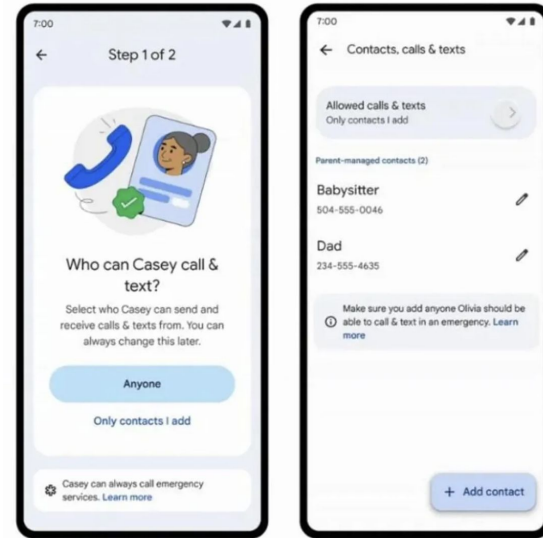 7:00
Step 1 of 2
Who can Casey call &
text?
Select who Casey can send and
receive calls & texts from. You can
always change this later.
Anyone
Only contacts I add
Casey can always call emergency
services. Learn more
7:00
Contacts, calls & texts
Allowed calls & texts
Only contacts I add
Parent-managed contacts (2)
Babysitter
504-555-0046
Dad
234-555-4635
Make sure you add anyone Olivia should be
able to call & text in an emergency. Learn
more
+ Add contact